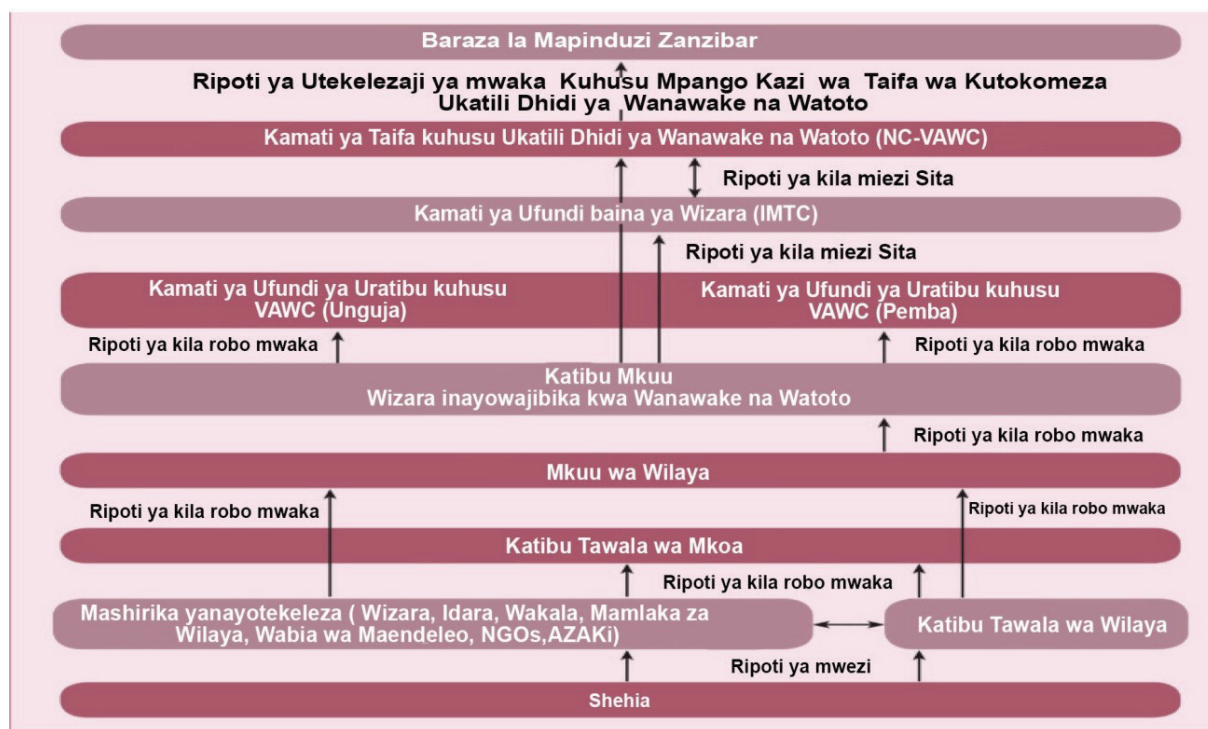 Baraza la Mapinduzi Zanzibar
Ripoti ya Utekelezaji ya mwaka Kuhusu Mpango Kazi wa Taifa wa Kutokomeza
Ukatili Dhidi ya Wanawake na Watoto
Kamati ya Taifa kuhusu Ukatili Dhidi ya Wanawake na Watoto (NC-VAWC)
Ripoti ya kila miezi Sita
Kamati ya Ufundi baina ya Wizara (IMTC)
Ripoti ya kila miezi Sita
Kamati ya Ufundi ya Uratibu kuhusu
VAWC (Unguja)
Kamati ya Ufundi ya Uratibu kuhusu
VAWC (Pemba)
Ripoti ya kila robo mwaka
Ripoti ya kila robo mwaka
Katibu Mkuu
Wizara inayowajibika kwa Wanawake na Watoto
Ripoti ya kila robo mwaka
Mkuu wa Wilaya
Ripoti ya kila robo mwaka
Ripoti ya kila robo mwaka
Katibu Tawala wa Mkoa
Ripoti ya kila robo mwaka
Mashirika yanayotekeleza ( Wizara, Idara, Wakala, Mamlaka za
Wilaya, Wabia wa Maendeleo, NGOs,AZAKi)
Katibu Tawala wa Wilaya
Ripoti ya mwezi
Shehia